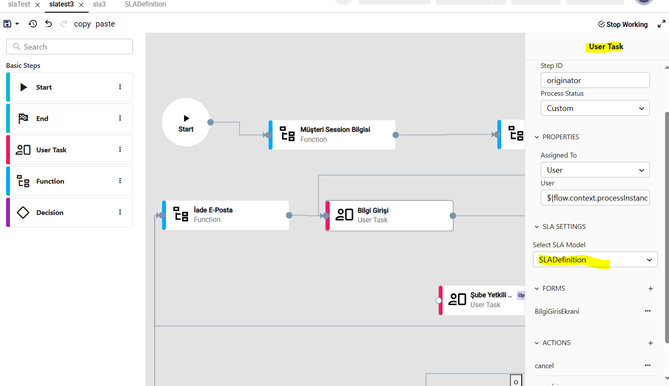 slaTest
slatest3
sla3
SLADefinition
copy paste
Stop Working
Search
Basic Steps
Start
End
User Task
Function
Decision
Start
Müşteri Session Bilgisi
Function
İade E-Posta
Function
Bilgi Girişi
User Task
Şube Yetkili ..
User Task
User Task
Step ID
originator
Process Status
Custom
PROPERTIES
Assigned To
User
User
${flow.context.processInstanc
SLA SETTINGS
Select SLA Model
SLADefinition
FORMS
BilgiGirisEkrani
ACTIONS
cancel